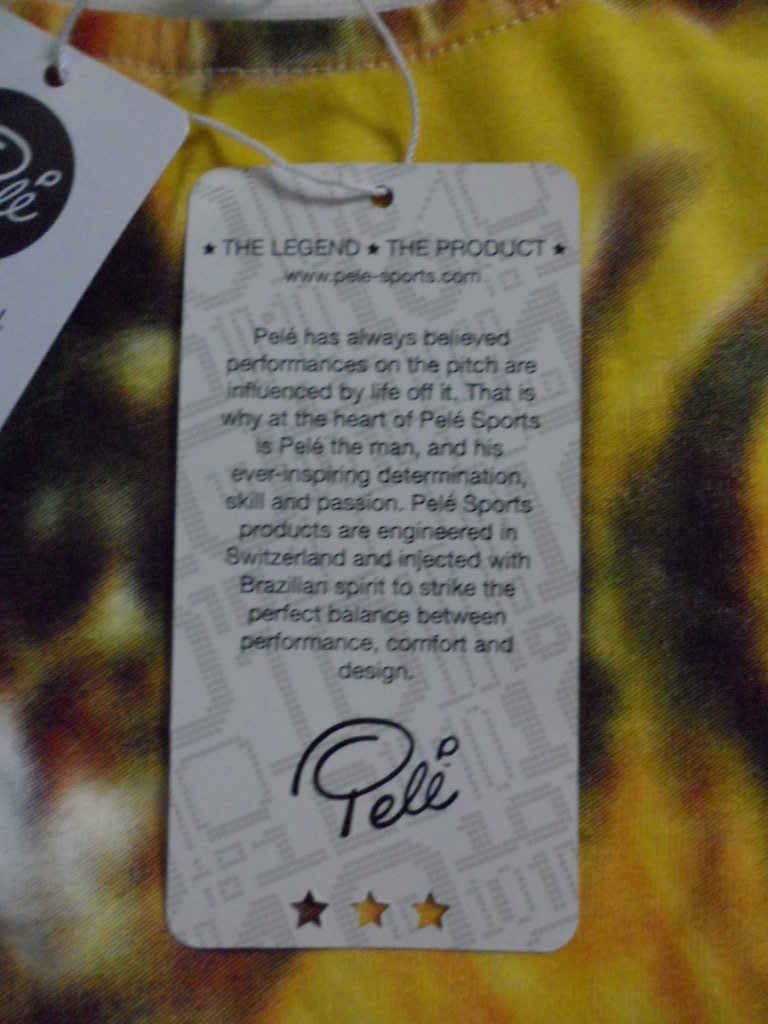 ★ THE LEGEND ★ THE PRODUCT ★
www.pele-sports.com
Pelé has always believed
performances on the pitch are
influenced by life off it. That is
why at the heart of Pelé Sports
is Pelé the man, and his
ever-inspiring determination,
skill and passion. Pelé Sports
products are engineered in
Switzerland and injected with
Brazilian spirit to strike the
perfect balance between
performance, comfort and
design.
Pelé